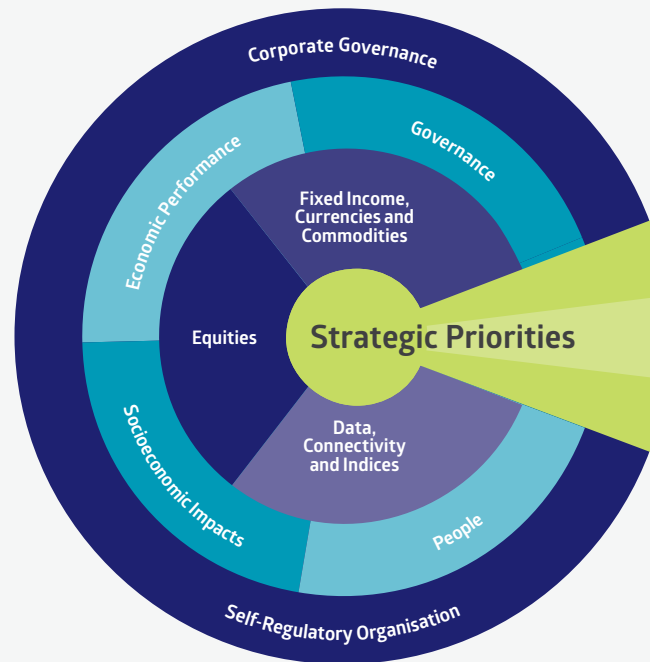 Corporate Governance
Governance
Economic Performance
Fixed Income,
Currencies and
Commodities
Equities
Strategic Priorities
Data,
Connectivity
and Indices
Socioeconomic Impacts
People
Self-Regulatory Organisation